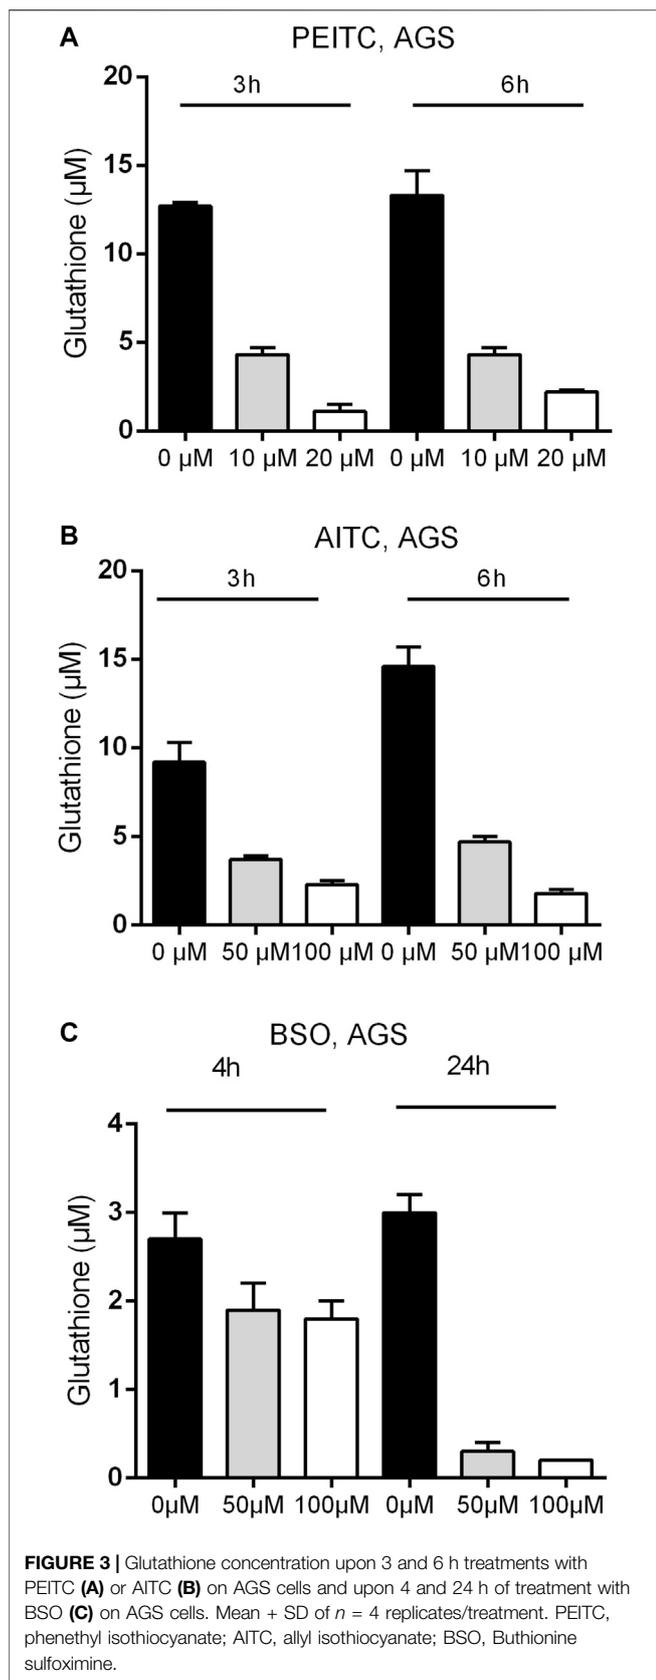 A
PEITC, AGS
3h 6h
20
15
10
5
0
Glutathione (µM)
0 µM 10 µM 20 µM 0 µM 10 µM 20 µM
B
AITC, AGS
3h 6h
20
15
10
5
0
Glutathione (µM)
0 µM 50 µM 100 µM 0 µM 50 µM 100 µM
C
BSO, AGS
4h 24h
4
3
2
1
0
Glutathione (µM)
0µM 50µM 100µM 0µM 50µM 100µM
FIGURE 3 | Glutathione concentration upon 3 and 6 h treatments with
PEITC (A) or AITC (B) on AGS cells and upon 4 and 24 h of treatment with
BSO (C) on AGS cells. Mean + SD of n = 4 replicates/treatment. PEITC,
phenethyl isothiocyanate; AITC, allyl isothiocyanate; BSO, Buthionine
sulfoximine.